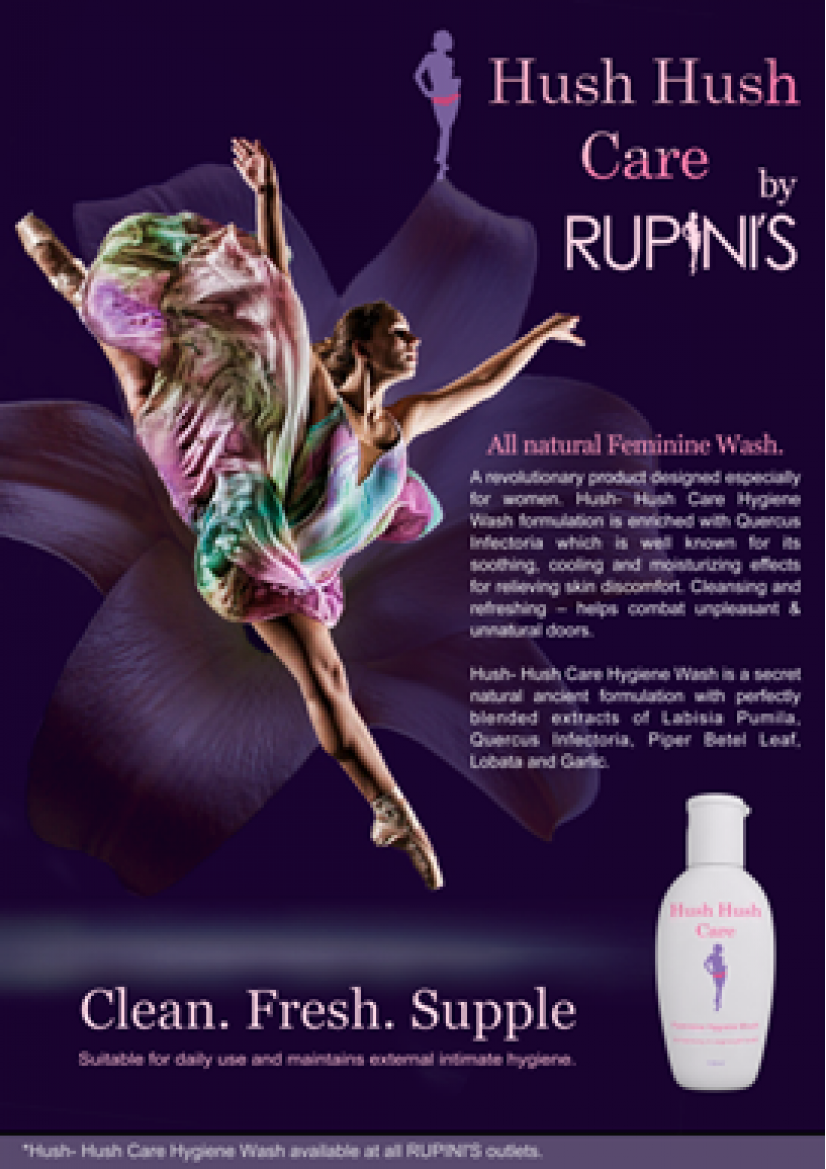 Hush Hush
Care
by
RUPINI'S
All natural Feminine Wash.
A revolutionary product designed especially
for women. Hush- Hush Care Hygiene
Wash formulation is enriched with Quercus
Infectoria which is well known for its
soothing, cooling and moisturizing effects
for relieving skin discomfort. Cleansing and
refreshing – helps combat unpleasant &
unnatural doors.
Hush- Hush Care Hygiene Wash is a secret
natural ancient formulation with perfectly
blended extracts of Labisia Pumila,
Quercus Infectoria, Piper Betel Leaf,
Lobata and Garlic.
Hush Hush
Care
Feminine Hygiene Wash
Clean. Fresh. Supple
Suitable for daily use and maintains external intimate hygiene.
*Hush- Hush Care Hygiene Wash available at all RUPINI'S outlets.